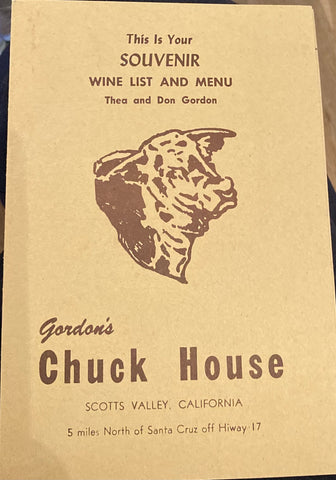 This Is Your
SOUVENIR
WINE LIST AND MENU
Thea and Don Gordon
Gordon's
Chuck House
SCOTTS VALLEY, CALIFORNIA
5 miles North of Santa Cruz off Hiway 17